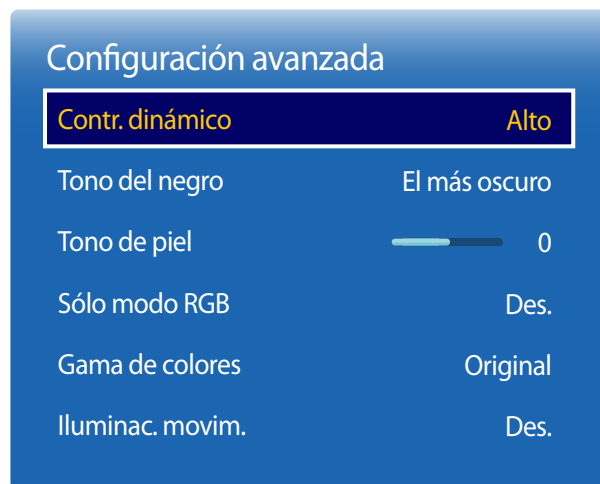 Configuración avanzada
Contr. dinámico Alto
Tono del negro El más oscuro
Tono de piel 0
Sólo modo RGB Des.
Gama de colores Original
Iluminac. movim. Des.